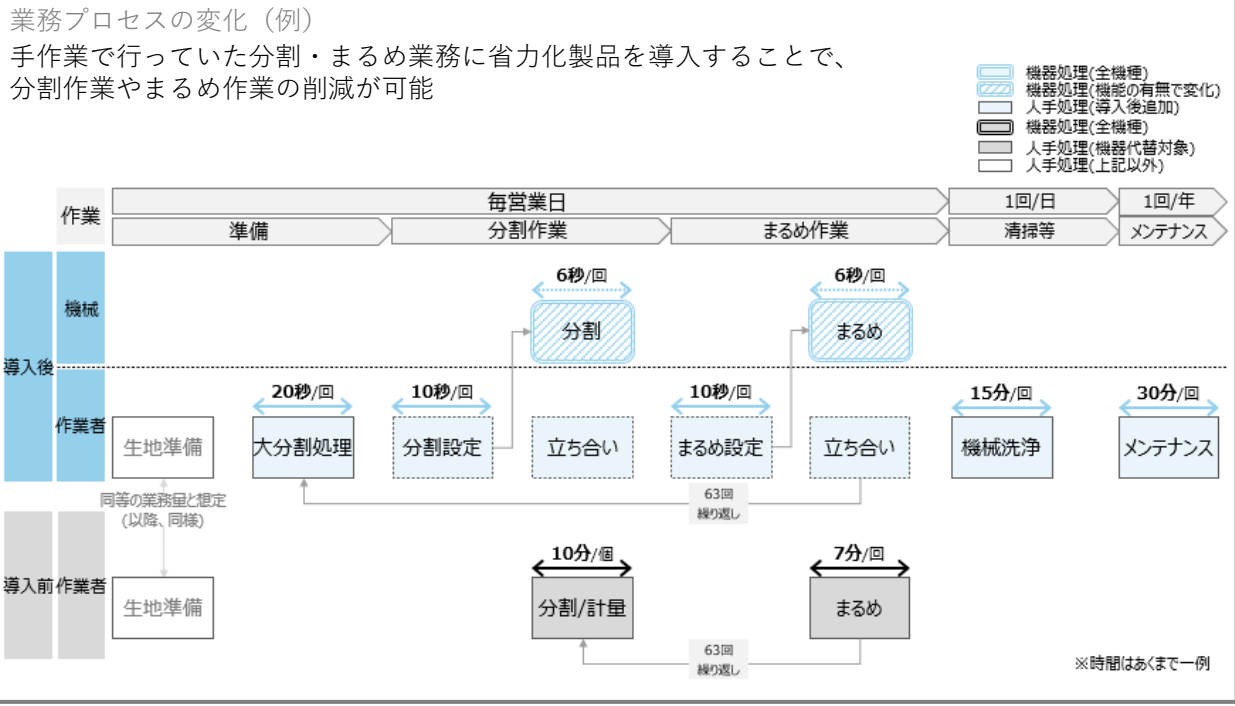 業務プロセスの変化（例）
手作業で行っていた分割・まるめ業務に省力化製品を導入することで、
分割作業やまるめ作業の削減が可能
機器処理(全機種)
機器処理(機能の有無で変化)
人手処理(導入後追加)
機器処理(全機種)
人手処理(機器代替対象)
人手処理(上記以外)
作業
毎営業日
1回/日
1回/年
準備
分割作業
まるめ作業
清掃等
メンテナンス
導入後
機械
6秒/回
分割
6秒/回
まるめ
作業者
生地準備
20秒/回
大分割処理
10秒/回
分割設定
立ち合い
10秒/回
まるめ設定
立ち合い
15分/回
機械洗浄
30分/回
メンテナンス
63回
繰り返し
同等の業務量と想定
(以降、同様)
導入前
作業者
生地準備
10分/個
分割/計量
7分/回
まるめ
63回
繰り返し
※時間はあくまで一例